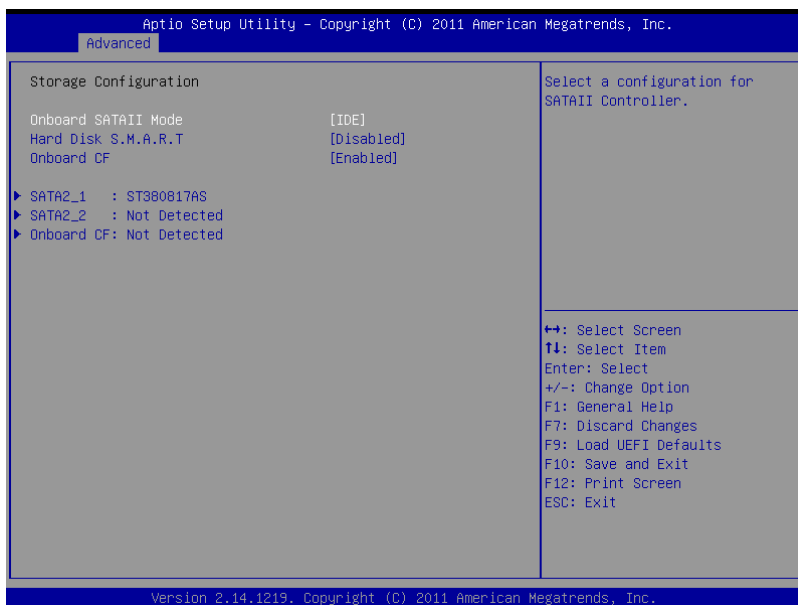 Aptio Setup Utility – Copyright (C) 2011 American Megatrends, Inc.
Advanced
Storage Configuration
Onboard SATAII Mode [IDE]
Hard Disk S.M.A.R.T [Disabled]
Onboard CF [Enabled]
▶ SATA2_1 : ST380817AS
▶ SATA2_2 : Not Detected
▶ Onboard CF: Not Detected
Select a configuration for
SATAII Controller.
↔: Select Screen
↑↓: Select Item
Enter: Select
+/-: Change Option
F1: General Help
F7: Discard Changes
F9: Load UEFI Defaults
F10: Save and Exit
F12: Print Screen
ESC: Exit
Version 2.14.1219. Copyright (C) 2011 American Megatrends, Inc.